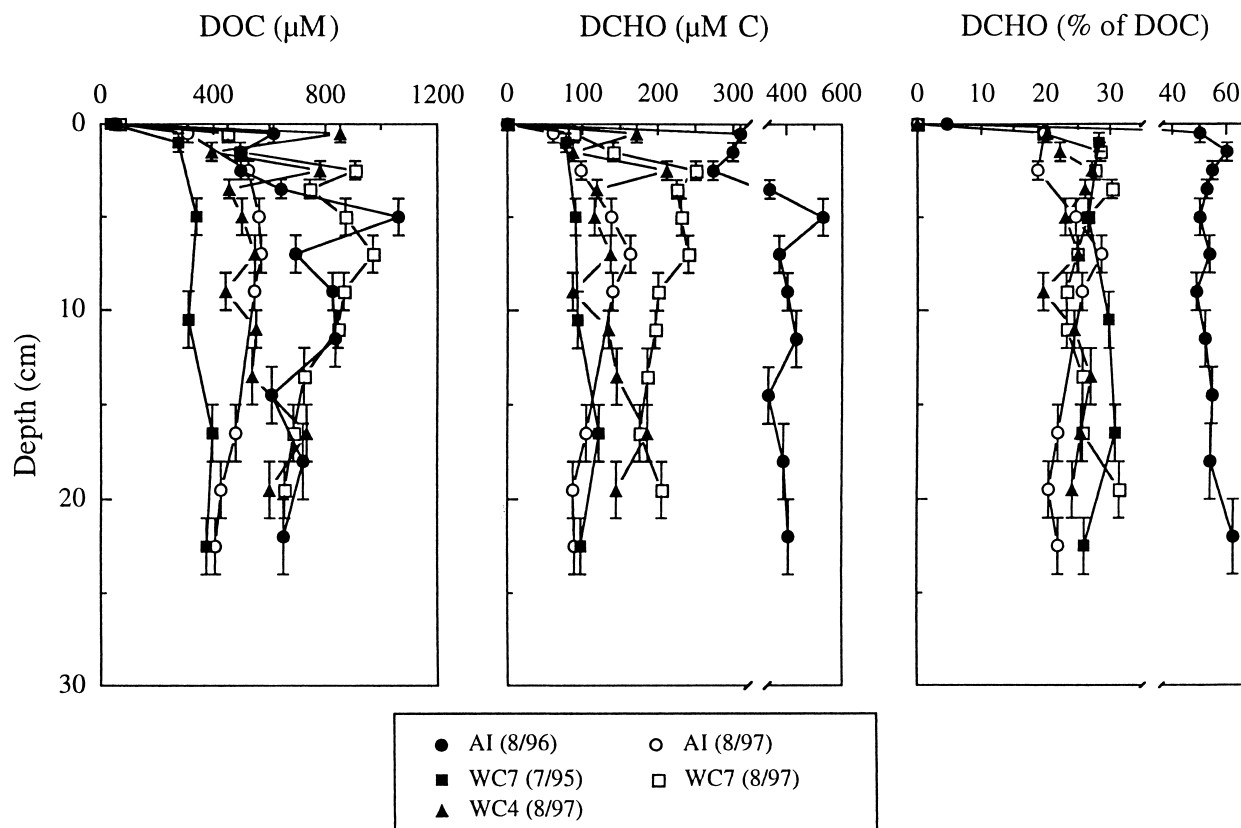 DOC (µM) DCHO (µM C) DCHO (% of DOC)
0 400 800 1200 0 100 200 300 400 600 0 10 20 30 40 60
0
10
20
30
Depth (cm)
AI (8/96) AI (8/97)
WC7 (7/95) WC7 (8/97)
WC4 (8/97)